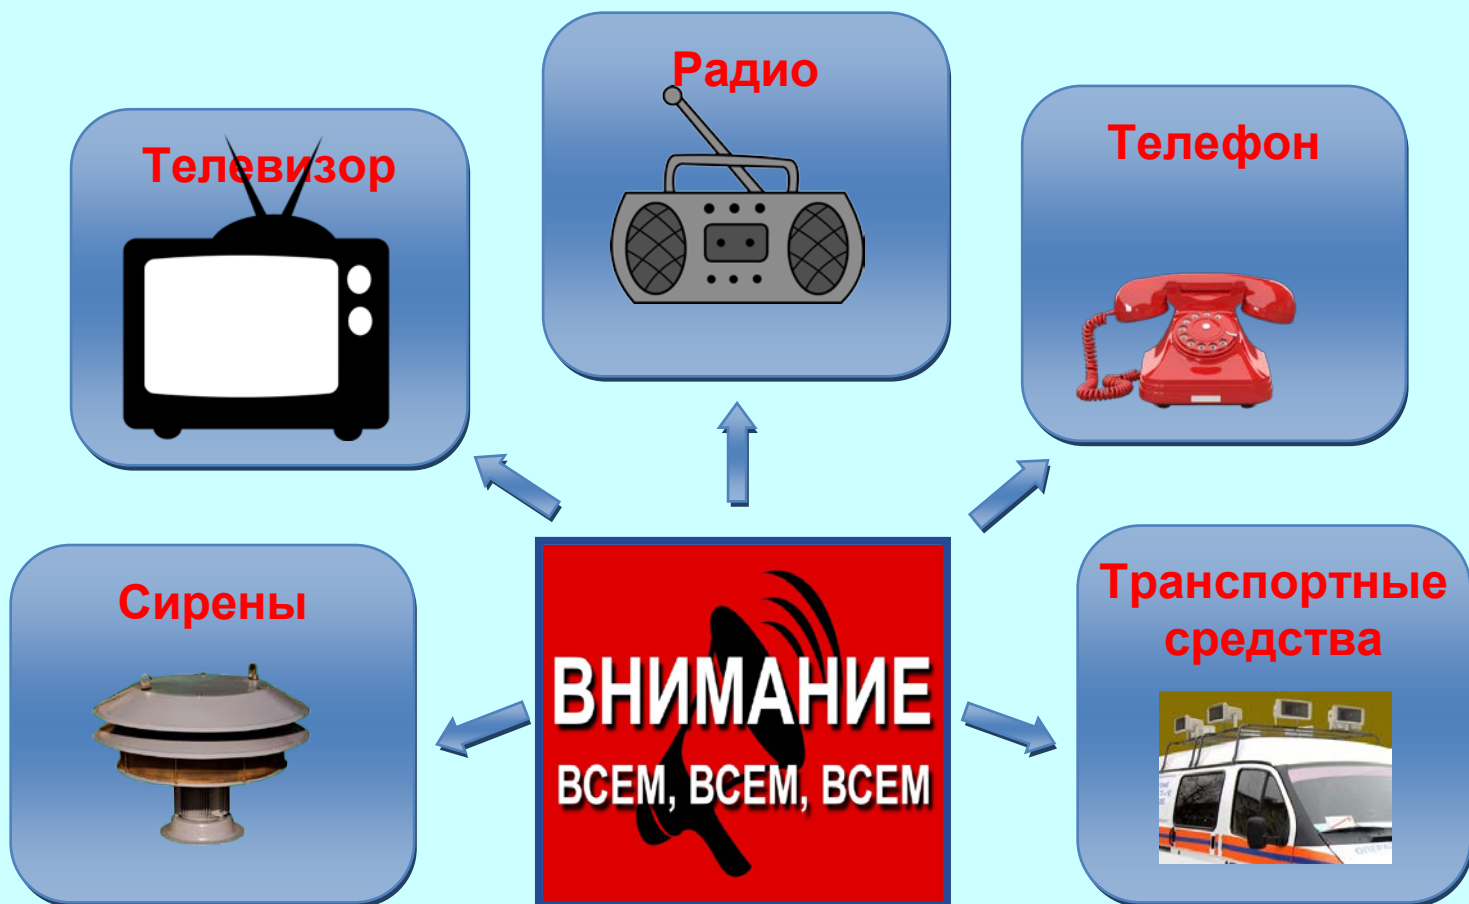 Радио
Телевизор
Телефон
Сирены
Транспортные
средства
ВНИМАНИЕ
ВСЕМ, ВСЕМ, ВСЕМ